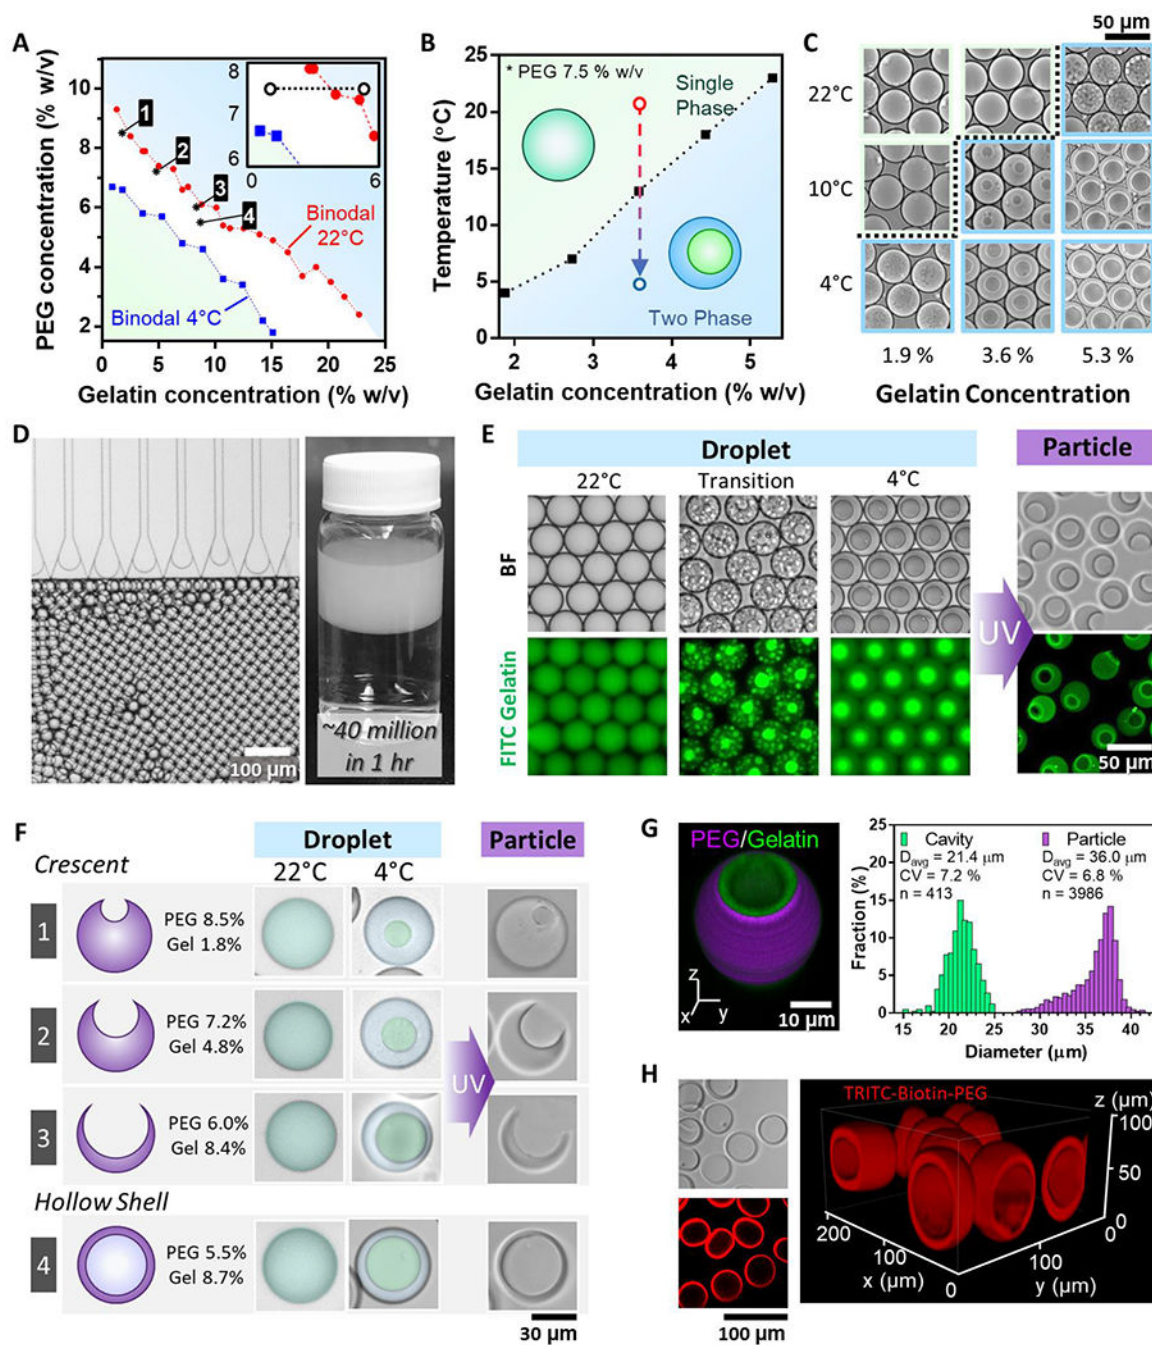 A
PEG concentration (% w/v)
10
8
6
4
2
1
2
3
4
8
7
6
0
6
Binodal
22°C
Binodal 4°C
0
5
10
15
20
25
Gelatin concentration (% w/v)
B
Temperature (°C)
25
20
15
10
5
0
* PEG 7.5 % w/v
Single
Phase
Two Phase
2
3
4
5
Gelatin concentration (% w/v)
C
50 µm
22°C
10°C
4°C
1.9 %
3.6 %
5.3 %
Gelatin Concentration
D
100 µm
~40 million
in 1 hr
E
Droplet
Particle
22°C
Transition
4°C
BF
FITC Gelatin
UV
50 µm
F
Droplet
Particle
22°C
4°C
Crescent
1
PEG 8.5%
Gel 1.8%
2
PEG 7.2%
Gel 4.8%
UV
3
PEG 6.0%
Gel 8.4%
Hollow Shell
4
PEG 5.5%
Gel 8.7%
30 µm
G
PEG/Gelatin
z
x
y
10 µm
Fraction (%)
25
20
15
10
5
0
Cavity
Davg = 21.4 µm
CV = 7.2 %
n = 413
Particle
Davg = 36.0 µm
CV = 6.8 %
n = 3986
15
20
25
30
35
40
Diameter (µm)
H
100 µm
TRITC-Biotin-PEG
z (µm)
100
50
0
200
100
0
x (µm)
100
y (µm)